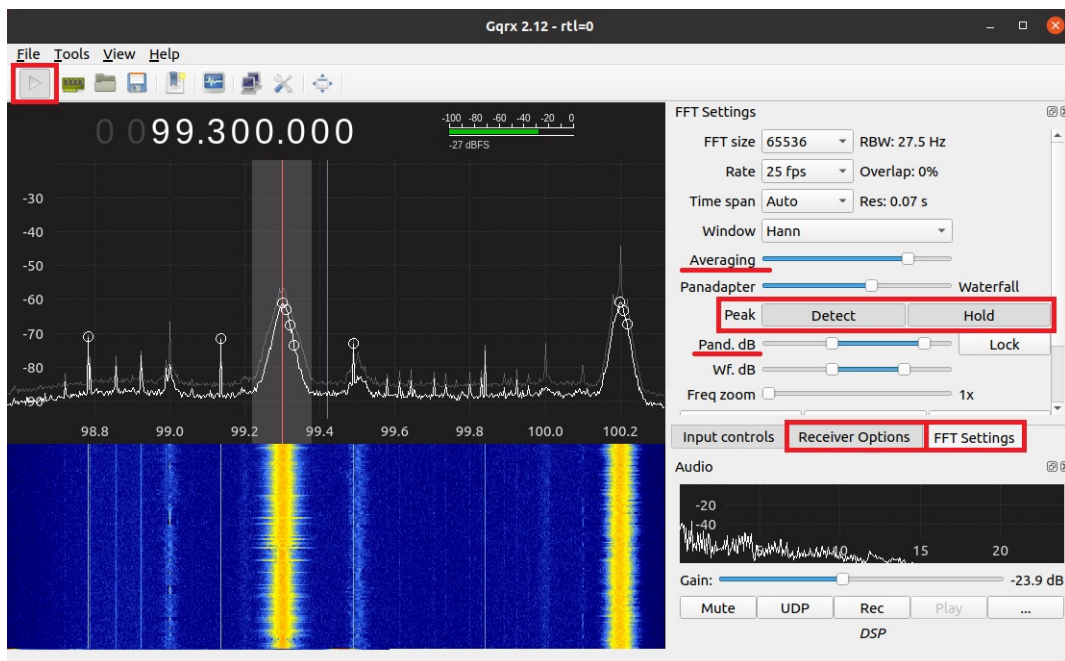 Gqrx 2.12 - rtl=0
File Tools View Help
0 099.300.000
-100 -80 -60 -40 -20 0
-27 dBFS
-30
-40
-50
-60
-70
-80
-90
98.8 99.0 99.2 99.4 99.6 99.8 100.0 100.2
FFT Settings
FFT size 65536 RBW: 27.5 Hz
Rate 25 fps Overlap: 0%
Time span Auto Res: 0.07 s
Window Hann
Averaging
Panadapter Waterfall
Peak Detect Hold
Pand. dB Lock
Wf. dB
Freq zoom 1x
Input controls Receiver Options FFT Settings
Audio
-20
-40
5 10 15 20
Gain: -23.9 dB
Mute UDP Rec Play ...
DSP